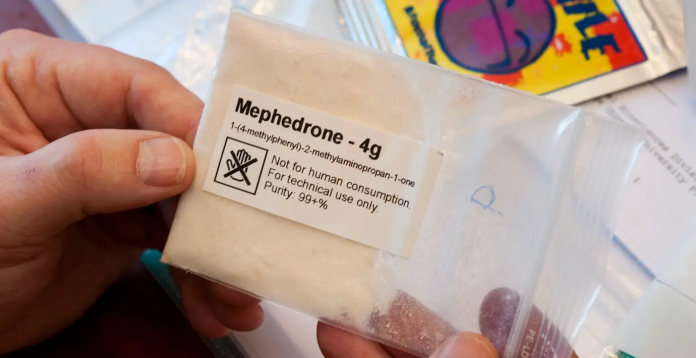 Mephedrone - 4g
1-(4-methylphenyl)-2-methylaminopropan-1-one
Not for human consumption.
For technical use only.
Purity: 99+%